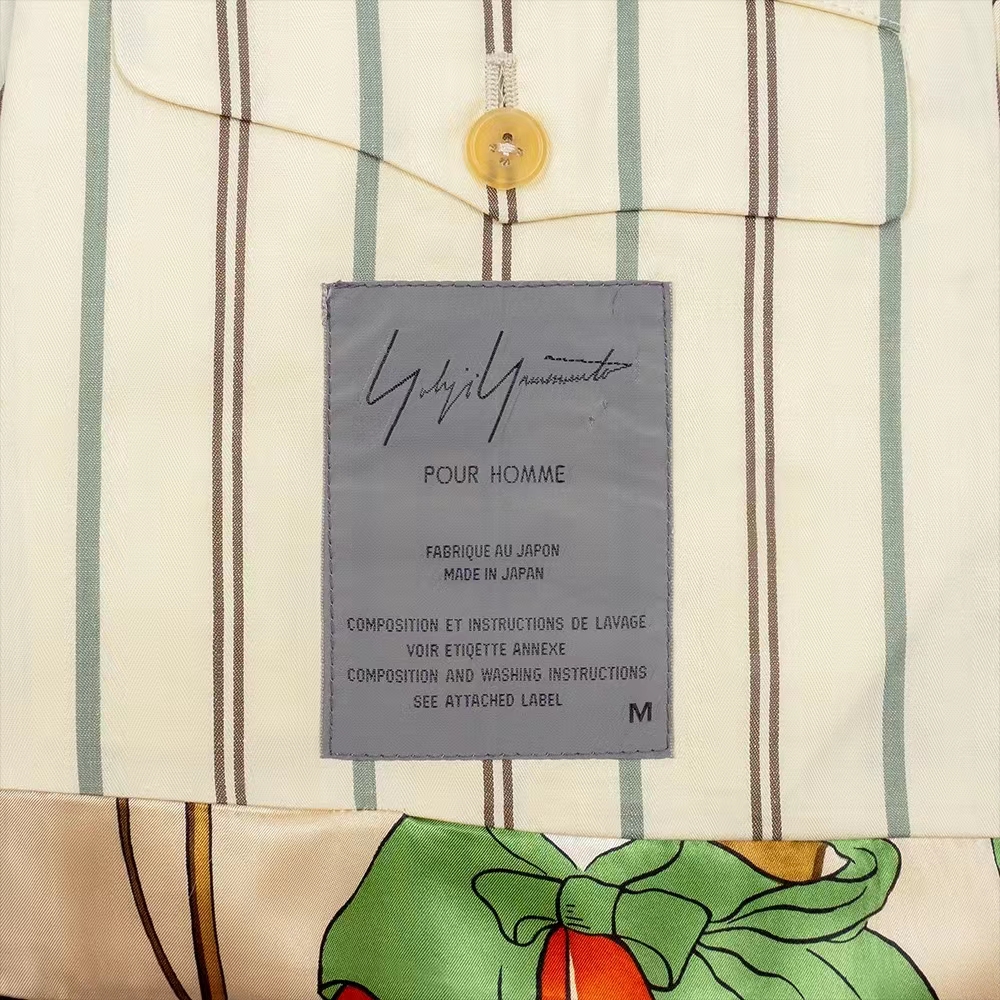 Yohji Yamamoto
POUR HOMME
FABRIQUE AU JAPON
MADE IN JAPAN
COMPOSITION ET INSTRUCTIONS DE LAVAGE
VOIR ETIQETTE ANNEXE
COMPOSITION AND WASHING INSTRUCTIONS
SEE ATTACHED LABEL
M